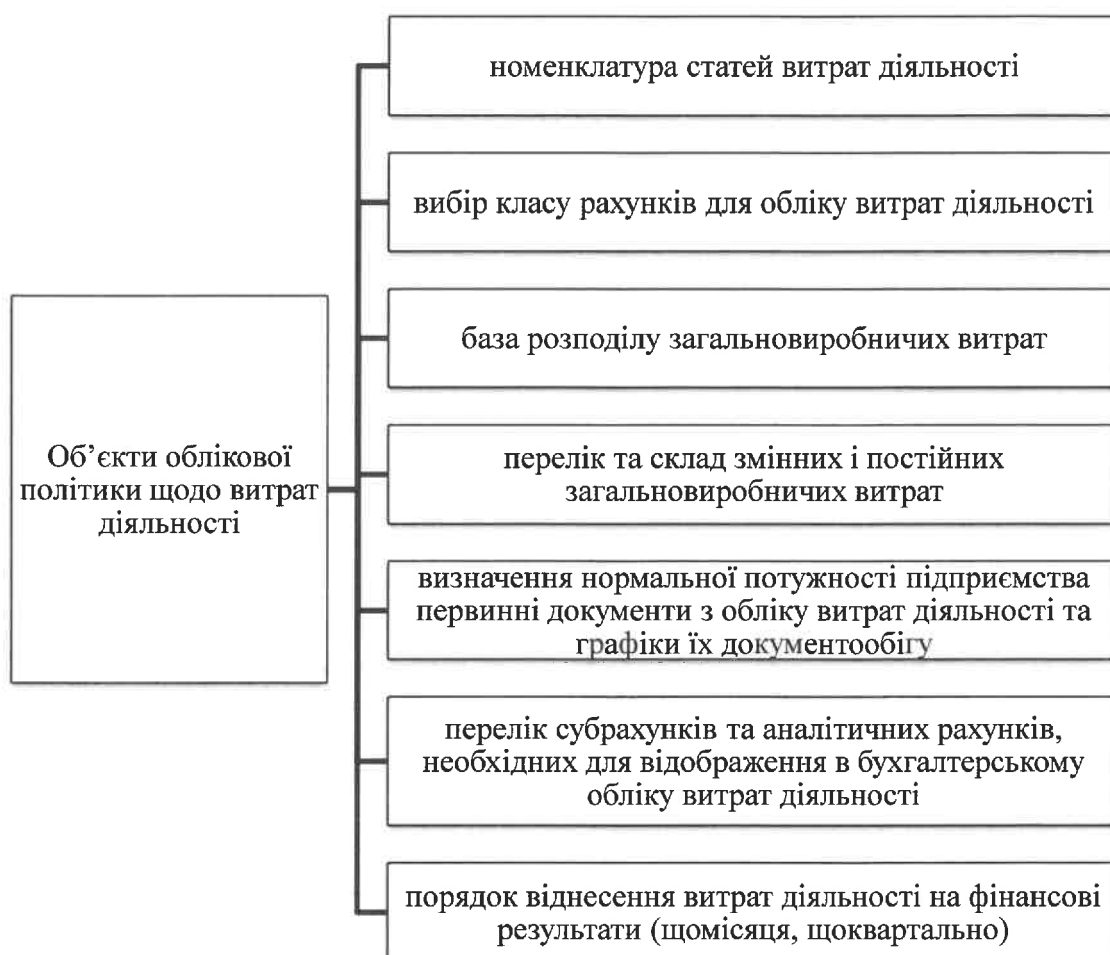 номенклатура статей витрат діяльності
вибір класу рахунків для обліку витрат діяльності
база розподілу загальновиробничих витрат
Об’єкти облікової
політики щодо витрат
діяльності
перелік та склад змінних і постійних
загальновиробничих витрат
визначення нормальної потужності підприємства
первинні документи з обліку витрат діяльності та
графіки їх документообігу
перелік субрахунків та аналітичних рахунків,
необхідних для відображення в бухгалтерському
обліку витрат діяльності
порядок віднесення витрат діяльності на фінансові
результати (щомісяця, щоквартально)